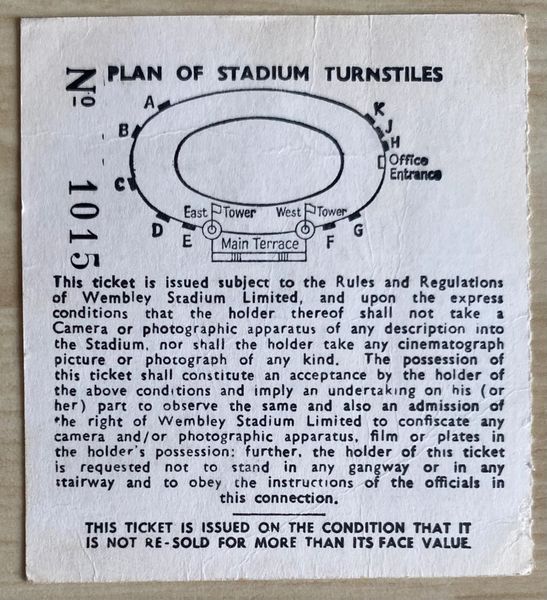 PLAN OF STADIUM TURNSTILES
No 1015
A
B
C
D
E
F
G
H
J
K
Office
Entrance
East Tower
West Tower
Main Terrace
This ticket is issued subject to the Rules and Regulations
of Wembley Stadium Limited, and upon the express
conditions that the holder thereof shall not take a
Camera or photographic apparatus of any description into
the Stadium, nor shall the holder take any cinematograph
picture or photograph of any kind. The possession of
this ticket shall constitute an acceptance by the holder of
the above conditions and imply an undertaking on his (or
her) part to observe the same and also an admission of
the right of Wembley Stadium Limited to confiscate any
camera and/or photographic apparatus, film or plates in
the holder's possession: further, the holder of this ticket
is requested not to stand in any gangway or in any
stairway and to obey the instructions of the officials in
this connection.
THIS TICKET IS ISSUED ON THE CONDITION THAT IT
IS NOT RE-SOLD FOR MORE THAN ITS FACE VALUE.